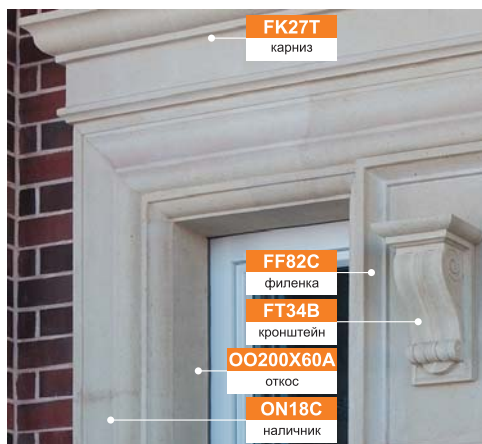 FK27T
карниз
FF82C
филенка
FT34B
кронштейн
OO200X60A
откос
ON18C
наличник